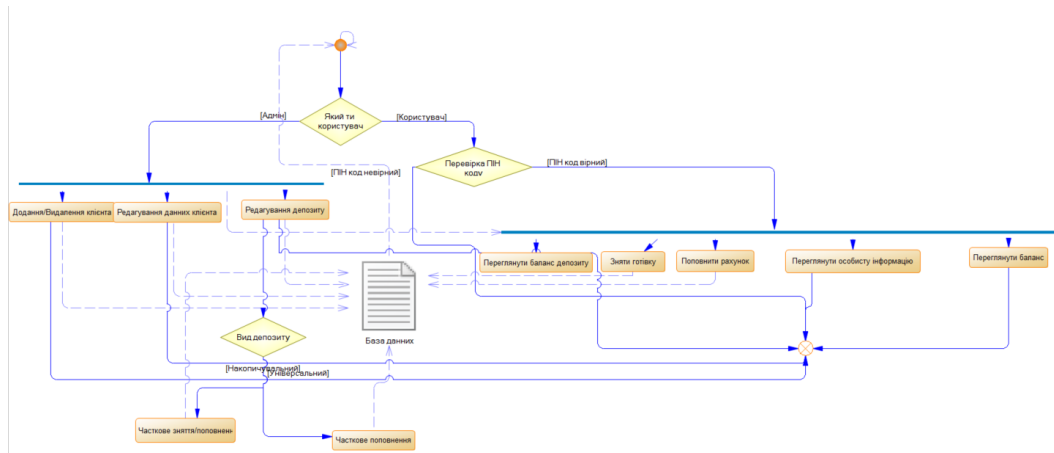 [Адмін]
Який ти
користувач
[Користувач]
[ПІН код невірний]
Перевірка ПІН
коду
[ПІН код вірний]
Додання/Видалення клієнта
Редагування данних клієнта
Редагування депозиту
Переглянути баланс депозиту
Зняти готівку
Поповнити рахунок
Переглянути особисту інформацію
Переглянути баланс
База данних
Вид депозиту
[Накопичувальний]
[Універсальний]
Часткове зняття/поповнен
Часткове поповнення